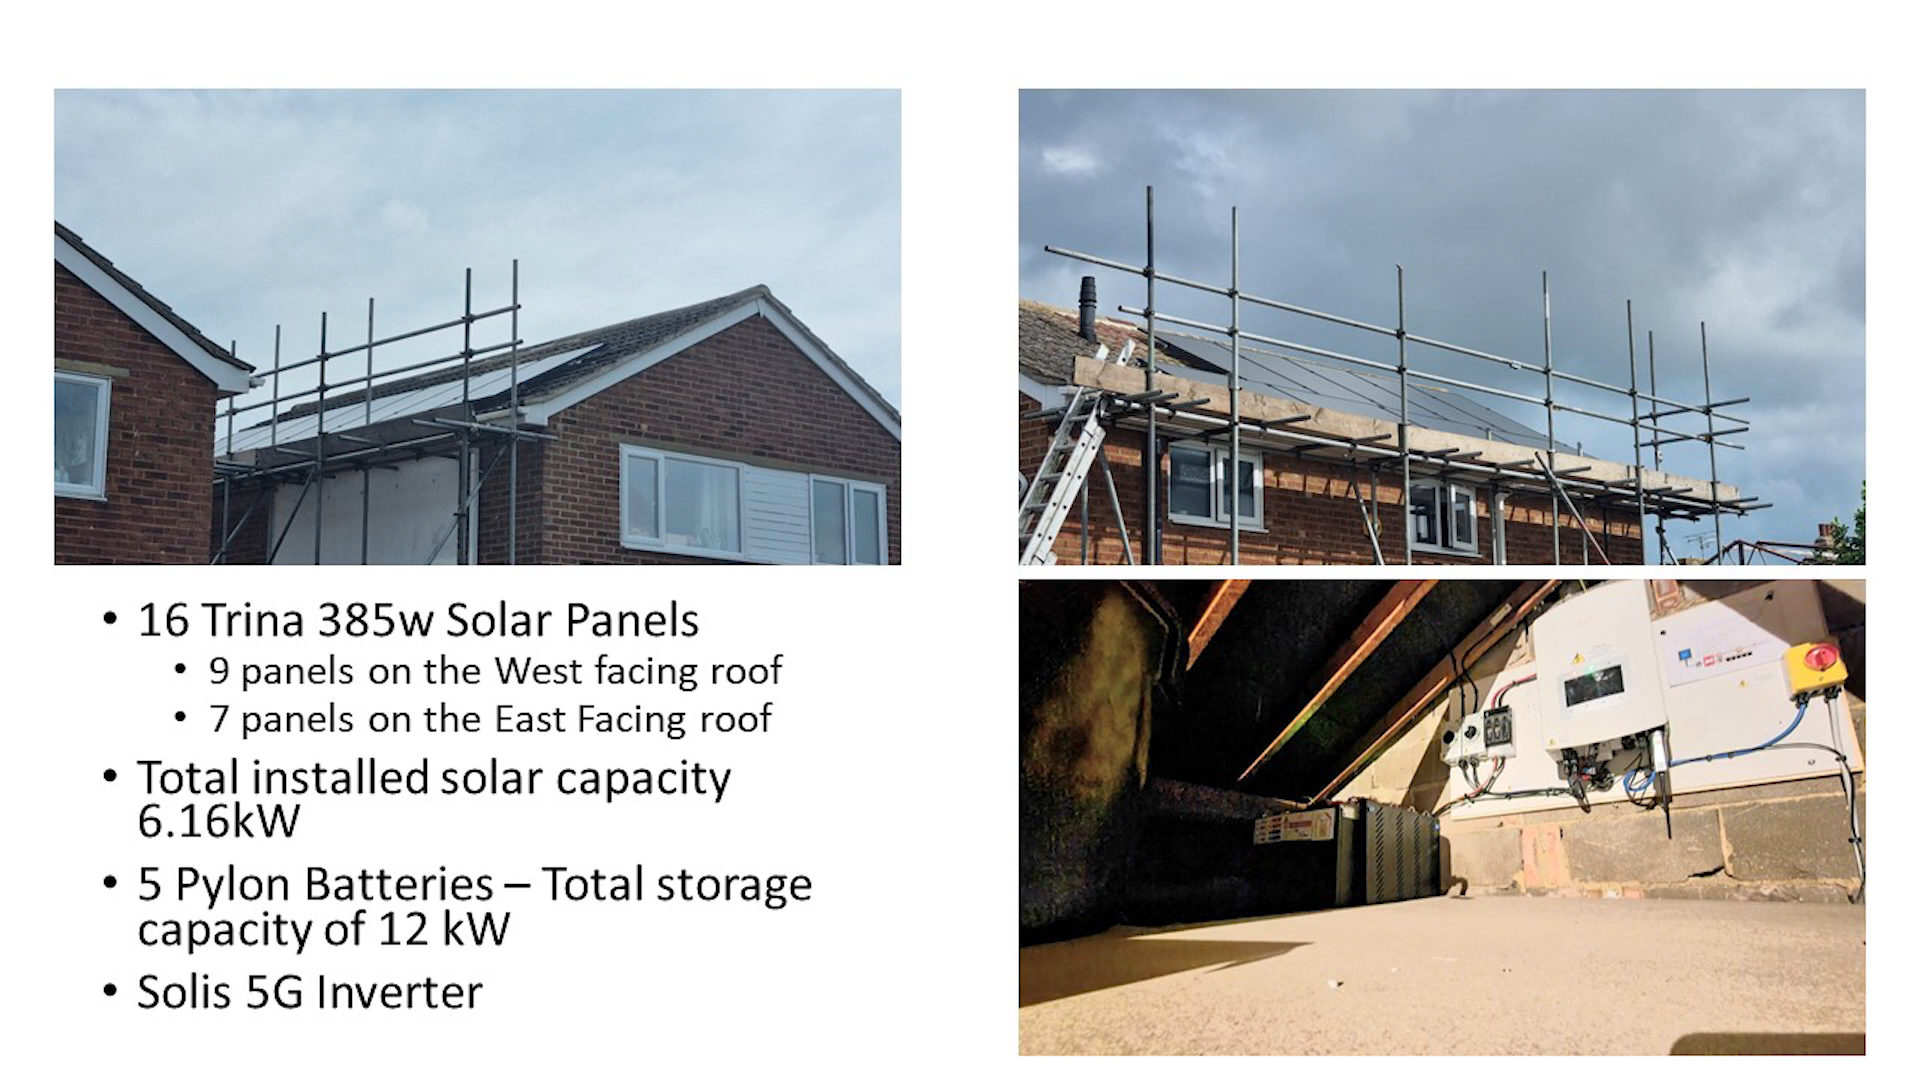 • 16 Trina 385w Solar Panels
• 9 panels on the West facing roof
• 7 panels on the East Facing roof
• Total installed solar capacity
6.16kW
• 5 Pylon Batteries – Total storage
capacity of 12 kW
• Solis 5G Inverter